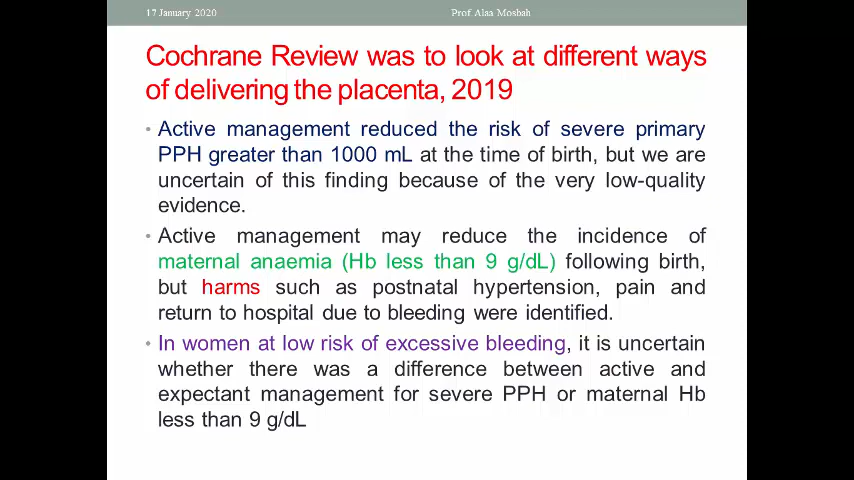 17 January 2020 Prof Alaa Mosbah
Cochrane Review was to look at different ways
of delivering the placenta, 2019
• Active management reduced the risk of severe primary
PPH greater than 1000 mL at the time of birth, but we are
uncertain of this finding because of the very low-quality
evidence.
• Active management may reduce the incidence of
maternal anaemia (Hb less than 9 g/dL) following birth,
but harms such as postnatal hypertension, pain and
return to hospital due to bleeding were identified.
• In women at low risk of excessive bleeding, it is uncertain
whether there was a difference between active and
expectant management for severe PPH or maternal Hb
less than 9 g/dL